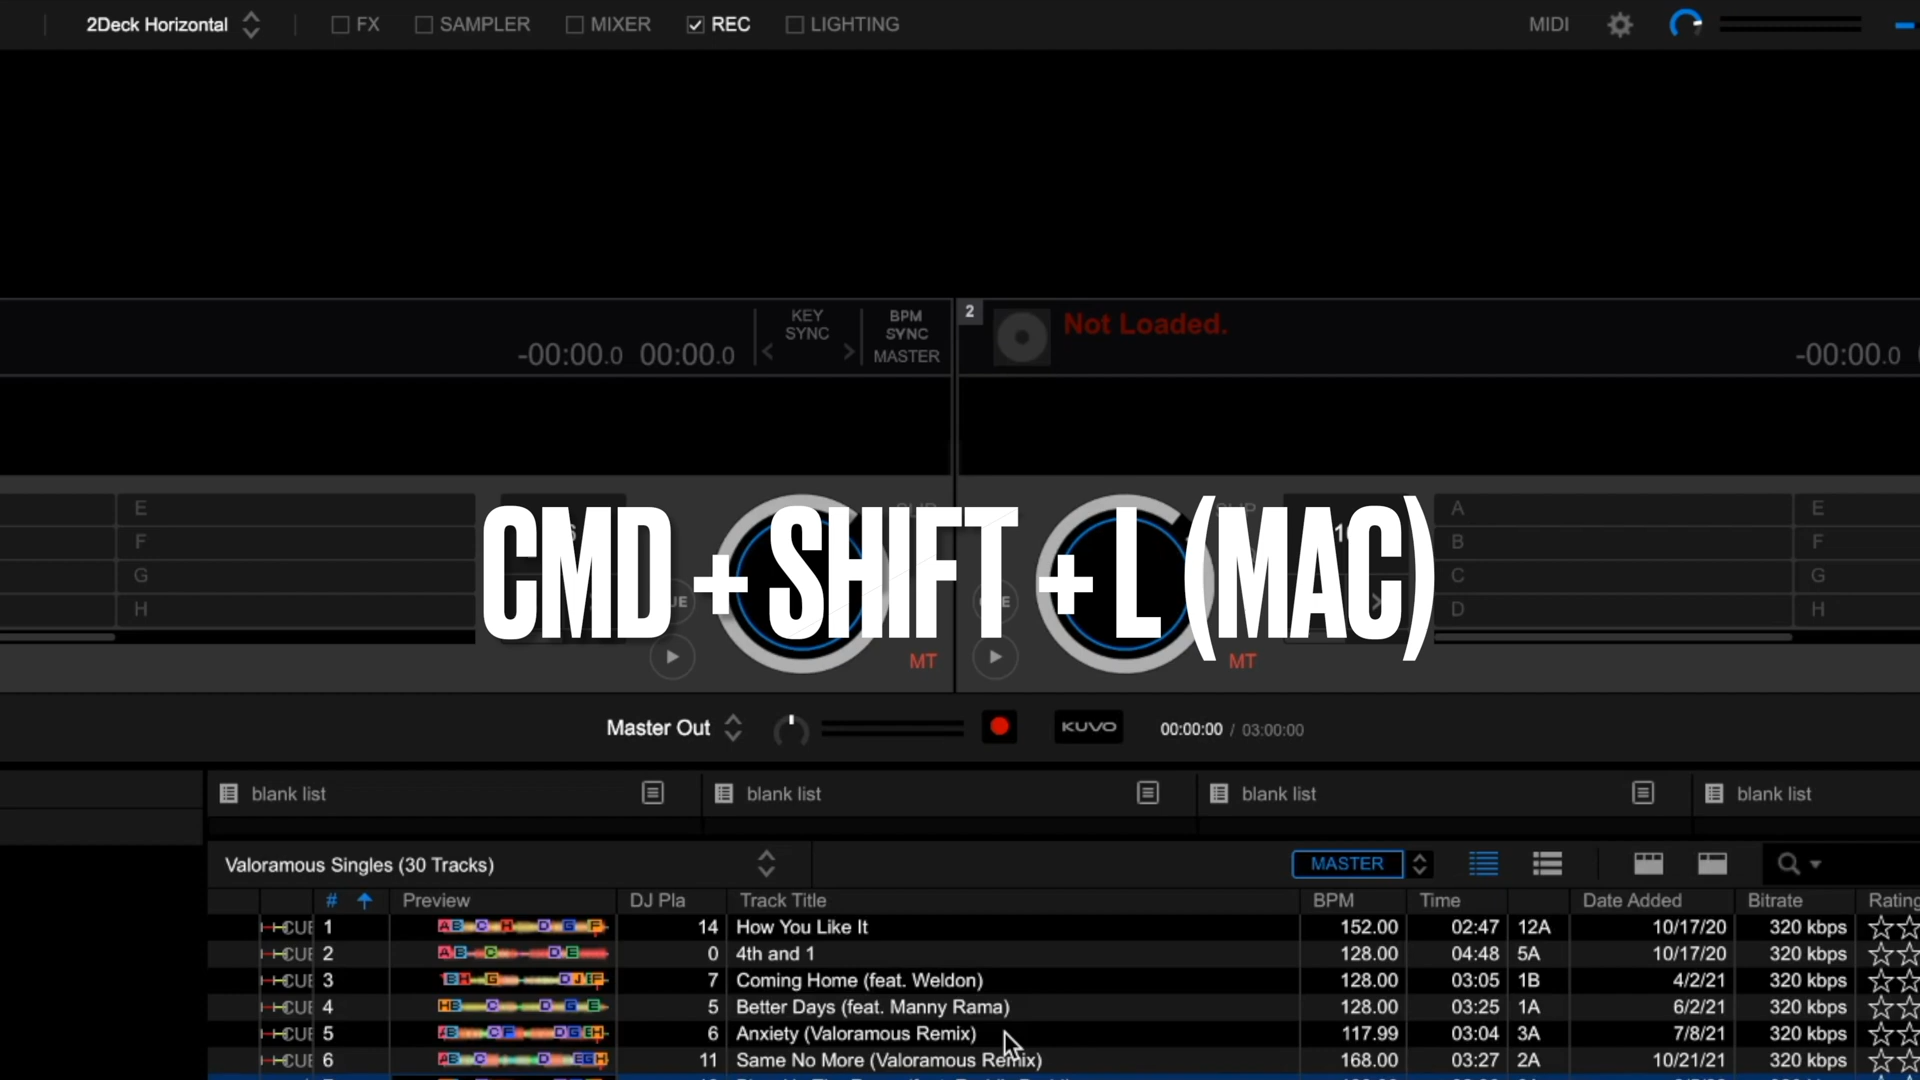 2Deck Horizontal FX SAMPLER MIXER REC LIGHTING MIDI
KEY SYNC
BPM SYNC
MASTER
-00:00.0 00:00.0
2 Not Loaded.
-00:00.0
E
F
G
H
A
B
C
D
E
F
G
H
CMD + SHIFT + L (MAC)
MT
MT
Master Out KUVO 00:00:00 / 03:00:00
blank list blank list blank list blank list
Valoramous Singles (30 Tracks) MASTER
# Preview DJ Pla Track Title BPM Time Date Added Bitrate Rating
CUE 1 14 How You Like It 152.00 02:47 12A 10/17/20 320 kbps
CUE 2 0 4th and 1 128.00 04:48 5A 10/17/20 320 kbps
CUE 3 7 Coming Home (feat. Weldon) 128.00 03:05 1B 4/2/21 320 kbps
CUE 4 5 Better Days (feat. Manny Rama) 128.00 03:25 1A 6/2/21 320 kbps
CUE 5 6 Anxiety (Valoramous Remix) 117.99 03:04 3A 7/8/21 320 kbps
CUE 6 11 Same No More (Valoramous Remix) 168.00 03:27 2A 10/21/21 320 kbps